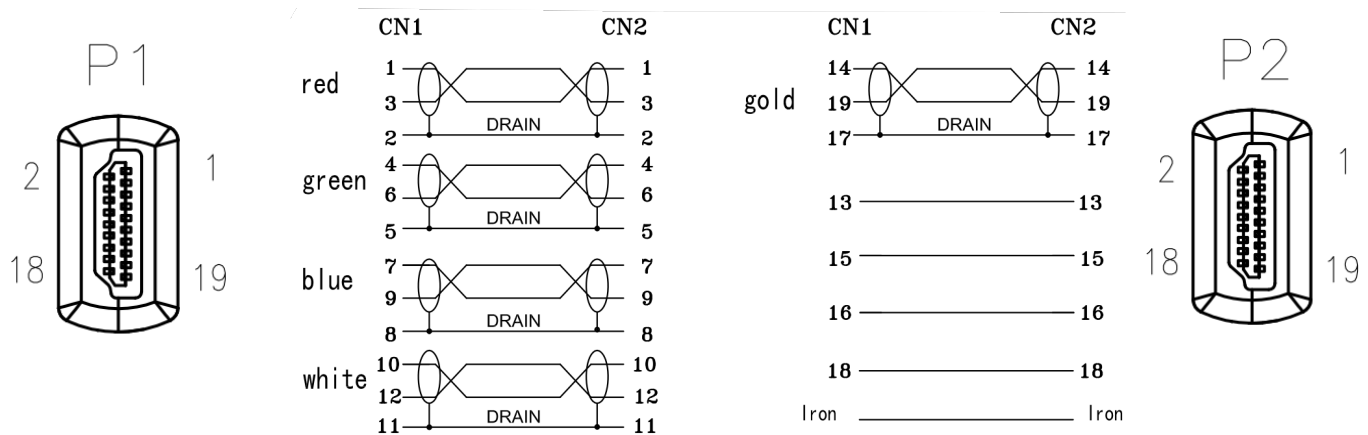 P1
2
1
18
19
CN1 CN2
red
1 1
3 3
DRAIN
2 2
green
4 4
6 6
DRAIN
5 5
blue
7 7
9 9
DRAIN
8 8
white
10 10
12 12
DRAIN
11 11
CN1 CN2
gold
14 14
19 19
DRAIN
17 17
13 13
15 15
16 16
18 18
Iron Iron
P2
2
1
18
19